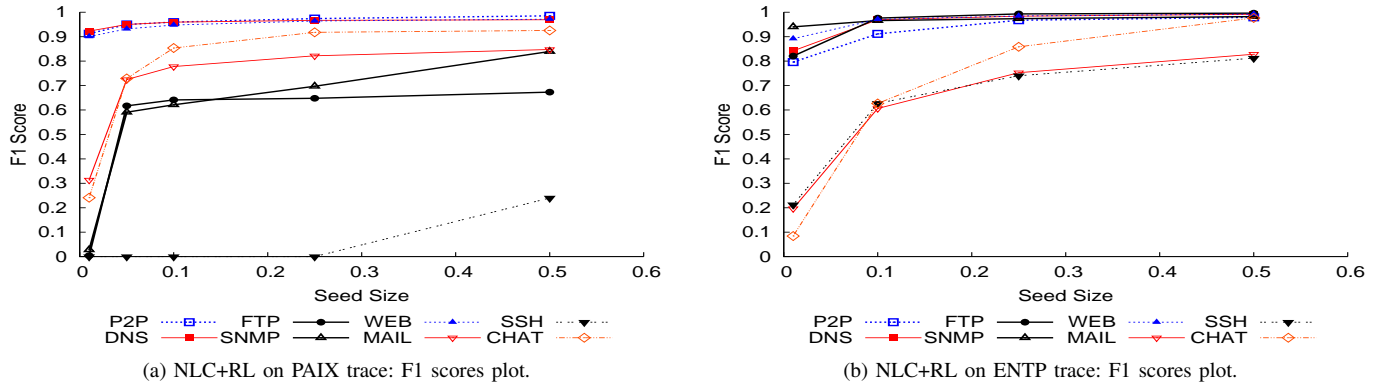 1
0.9
0.8
0.7
0.6
0.5
0.4
0.3
0.2
0.1
0
F1 Score
0 0.1 0.2 0.3 0.4 0.5 0.6
Seed Size
P2P FTP WEB SSH
DNS SNMP MAIL CHAT
(a) NLC+RL on PAIX trace: F1 scores plot.
1
0.9
0.8
0.7
0.6
0.5
0.4
0.3
0.2
0.1
0
F1 Score
0 0.1 0.2 0.3 0.4 0.5 0.6
Seed Size
P2P FTP WEB SSH
DNS SNMP MAIL CHAT
(b) NLC+RL on ENTP trace: F1 scores plot.